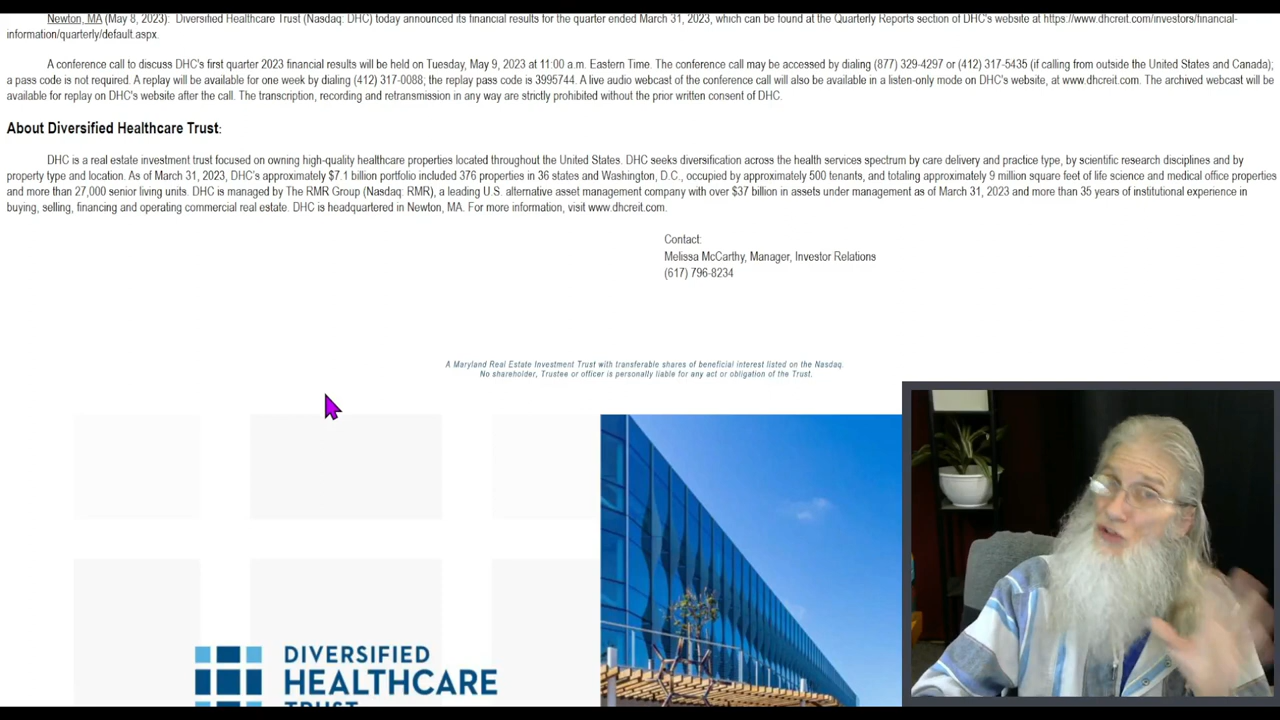 Newton, MA (May 8, 2023): Diversified Healthcare Trust (Nasdaq: DHC) today announced its financial results for the quarter ended March 31, 2023, which can be found at the Quarterly Reports section of DHC's website at https://www.dhcreit.com/investors/financial-
information/quarterly/default.aspx.
A conference call to discuss DHC's first quarter 2023 financial results will be held on Tuesday, May 9, 2023 at 11:00 a.m. Eastern Time. The conference call may be accessed by dialing (877) 329-4297 or (412) 317-5435 (if calling from outside the United States and Canada);
a pass code is not required. A replay will be available for one week by dialing (412) 317-0088; the replay pass code is 3995744. A live audio webcast of the conference call will also be available in a listen-only mode on DHC's website, at www.dhcreit.com. The archived webcast will be
available for replay on DHC's website after the call. The transcription, recording and retransmission in any way are strictly prohibited without the prior written consent of DHC.
About Diversified Healthcare Trust:
DHC is a real estate investment trust focused on owning high-quality healthcare properties located throughout the United States. DHC seeks diversification across the health services spectrum by care delivery and practice type, by scientific research disciplines and by
property type and location. As of March 31, 2023, DHC's approximately $7.1 billion portfolio included 376 properties in 36 states and Washington, D.C., occupied by approximately 500 tenants, and totaling approximately 9 million square feet of life science and medical office properties
and more than 27,000 senior living units. DHC is managed by The RMR Group (Nasdaq: RMR), a leading U.S. alternative asset management company with over $37 billion in assets under management as of March 31, 2023 and more than 35 years of institutional experience in
buying, selling, financing and operating commercial real estate. DHC is headquartered in Newton, MA. For more information, visit www.dhcreit.com.
Contact:
Melissa McCarthy, Manager, Investor Relations
(617) 796-8234
A Maryland Real Estate Investment Trust with transferable shares of beneficial interest listed on the Nasdaq.
No shareholder, Trustee or officer is personally liable for any act or obligation of the Trust.
DIVERSIFIED
HEALTHCARE
TRUST